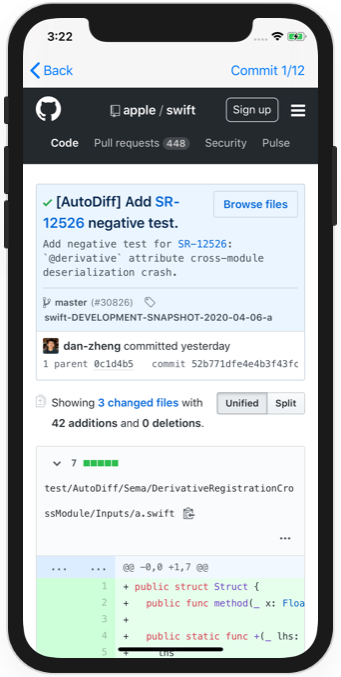 3:22
Back Commit 1/12
apple / swift Sign up
Code Pull requests 448 Security Pulse
[AutoDiff] Add SR-
12526 negative test.
Browse files
Add negative test for SR-12526:
`@derivative` attribute cross-module
deserialization crash.
master (#30826)
swift-DEVELOPMENT-SNAPSHOT-2020-04-06-a
dan-zheng committed yesterday
1 parent 0c1d4b5 commit 52b771dfe4e4b3f43fc
Showing 3 changed files with
42 additions and 0 deletions.
Unified Split
7
test/AutoDiff/Sema/DerivativeRegistrationCro
ssModule/Inputs/a.swift
...
... ... @@ -0,0 +1,7 @@
1 + public struct Struct {
2 + public func method(_ x: Floa
3 +
4 + public static func +(_ lhs:
5 + lhs